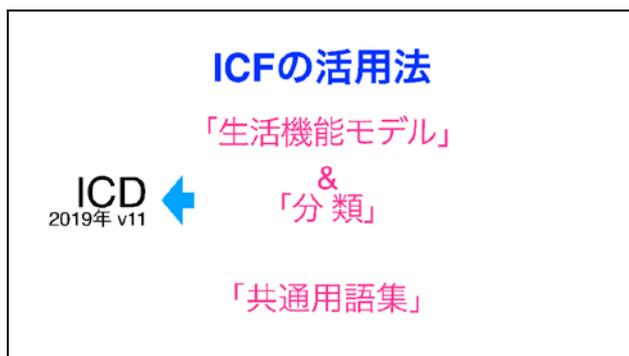 ICFの活用法
「生活機能モデル」
&
「分 類」
ICD
2019年 v11
「共通用語集」